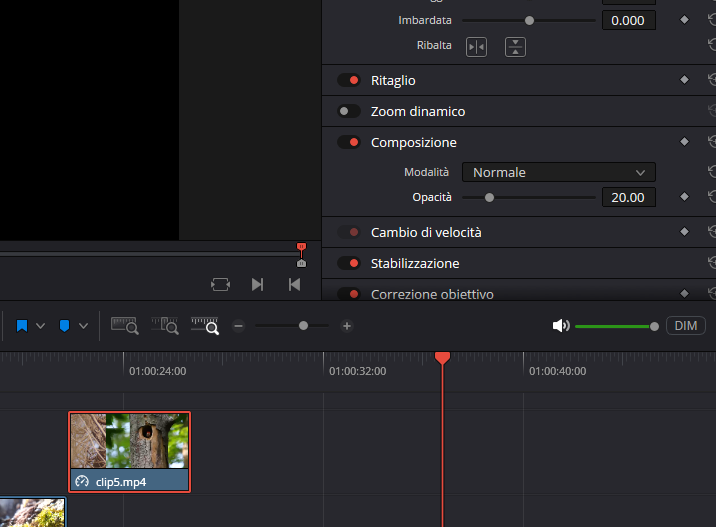 Imbardata 0.000
Ribalta
Ritaglio
Zoom dinamico
Composizione
Modalità Normale
Opacità 20.00
Cambio di velocità
Stabilizzazione
Correzione obiettivo
DIM
01:00:24:00 01:00:32:00 01:00:40:00
clip5.mp4